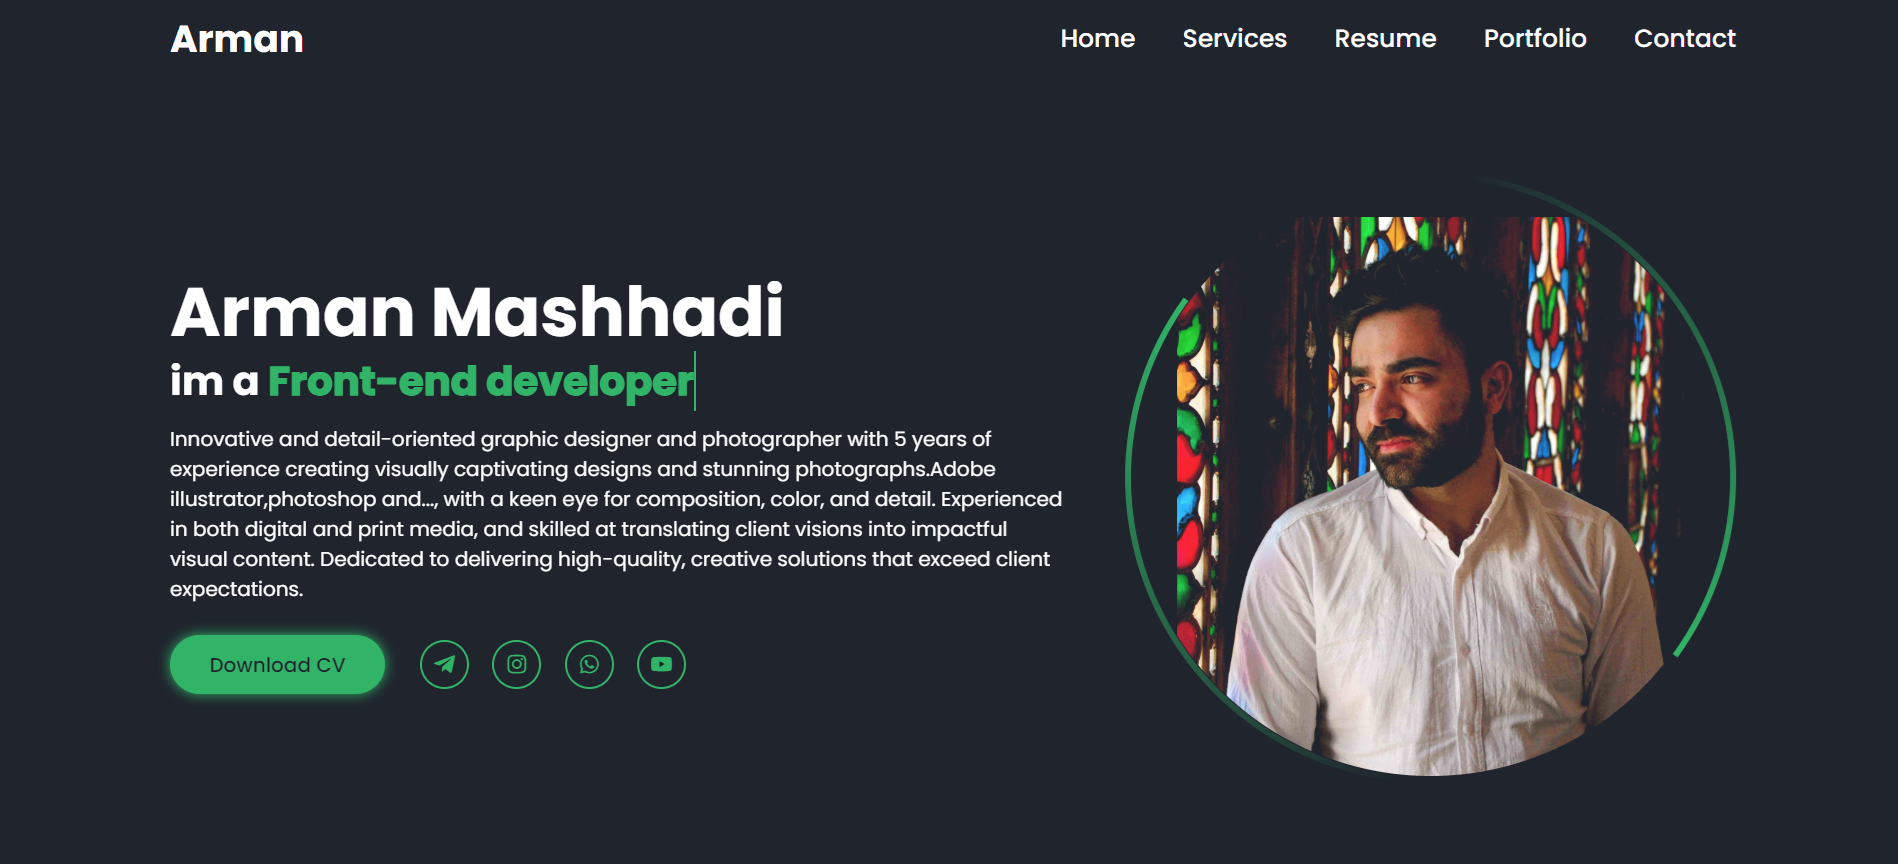 Arman
Home Services Resume Portfolio Contact
Arman Mashhadi
im a Front-end developer
Innovative and detail-oriented graphic designer and photographer with 5 years of
experience creating visually captivating designs and stunning photographs.Adobe
illustrator,photoshop and..., with a keen eye for composition, color, and detail. Experienced
in both digital and print media, and skilled at translating client visions into impactful
visual content. Dedicated to delivering high-quality, creative solutions that exceed client
expectations.
Download CV